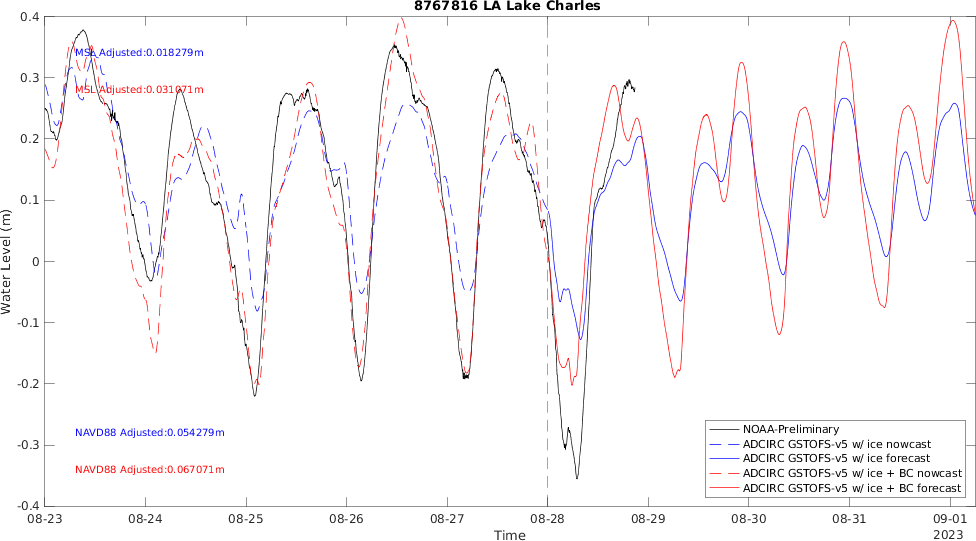 8767816 LA Lake Charles
0.4
0.3
0.2
0.1
0
-0.1
-0.2
-0.3
-0.4
Water Level (m)
MSL Adjusted:0.018279m
MSL Adjusted:0.031071m
NAVD88 Adjusted:0.054279m
NAVD88 Adjusted:0.067071m
NOAA-Preliminary
ADCIRC GSTOFS-v5 w/ ice nowcast
ADCIRC GSTOFS-v5 w/ ice forecast
ADCIRC GSTOFS-v5 w/ ice + BC nowcast
ADCIRC GSTOFS-v5 w/ ice + BC forecast
08-23 08-24 08-25 08-26 08-27 08-28 08-29 08-30 08-31 09-01
Time
2023